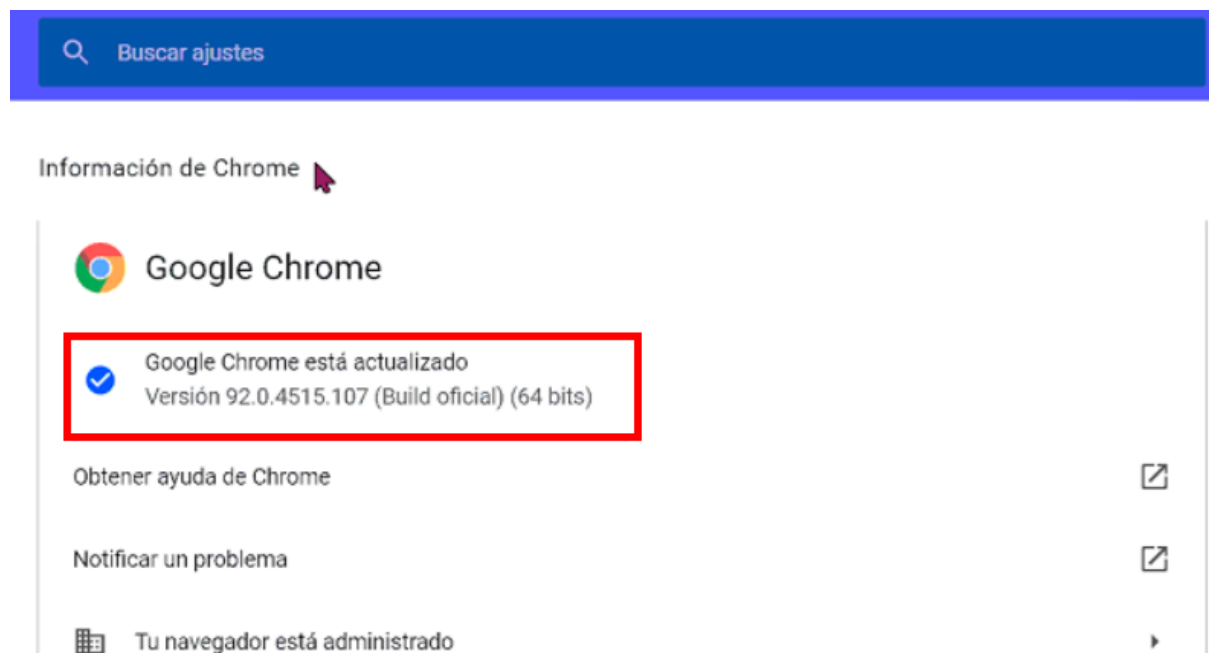 Buscar ajustes
Información de Chrome
Google Chrome
Google Chrome está actualizado
Versión 92.0.4515.107 (Build oficial) (64 bits)
Obtener ayuda de Chrome
Notificar un problema
Tu navegador está administrado